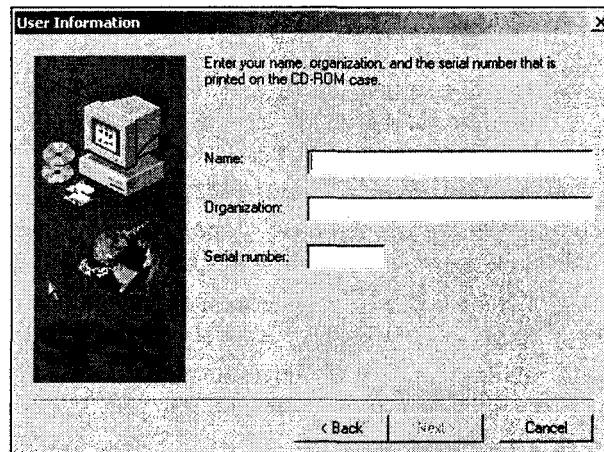 User Information
Enter your name, organization, and the serial number that is
printed on the CD-ROM case.
Name:
Organization:
Serial number:
< Back
Next >
Cancel